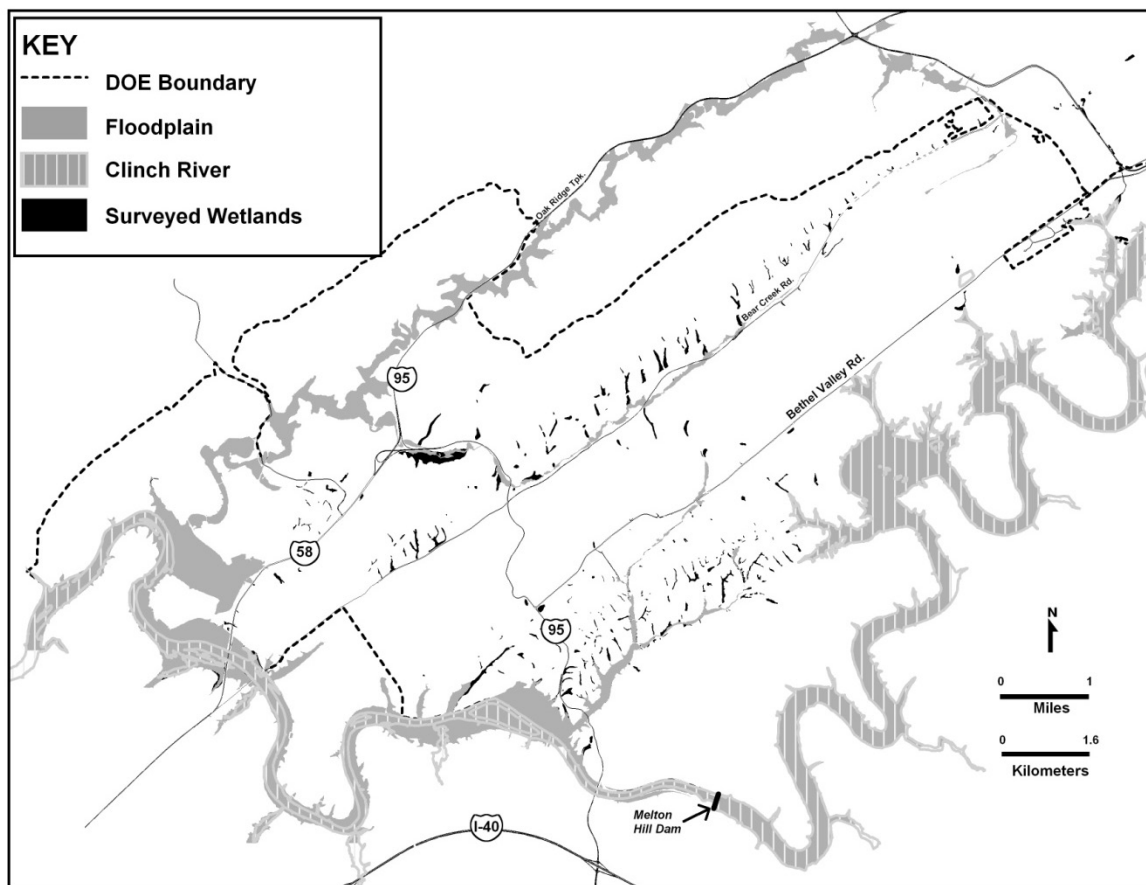 KEY
DOE Boundary
Floodplain
Clinch River
Surveyed Wetlands
Oak Ridge Tpk.
Bear Creek Rd.
Bethel Valley Rd.
95
58
95
N
0 1
Miles
0 1.6
Kilometers
Melton
Hill Dam
I-40